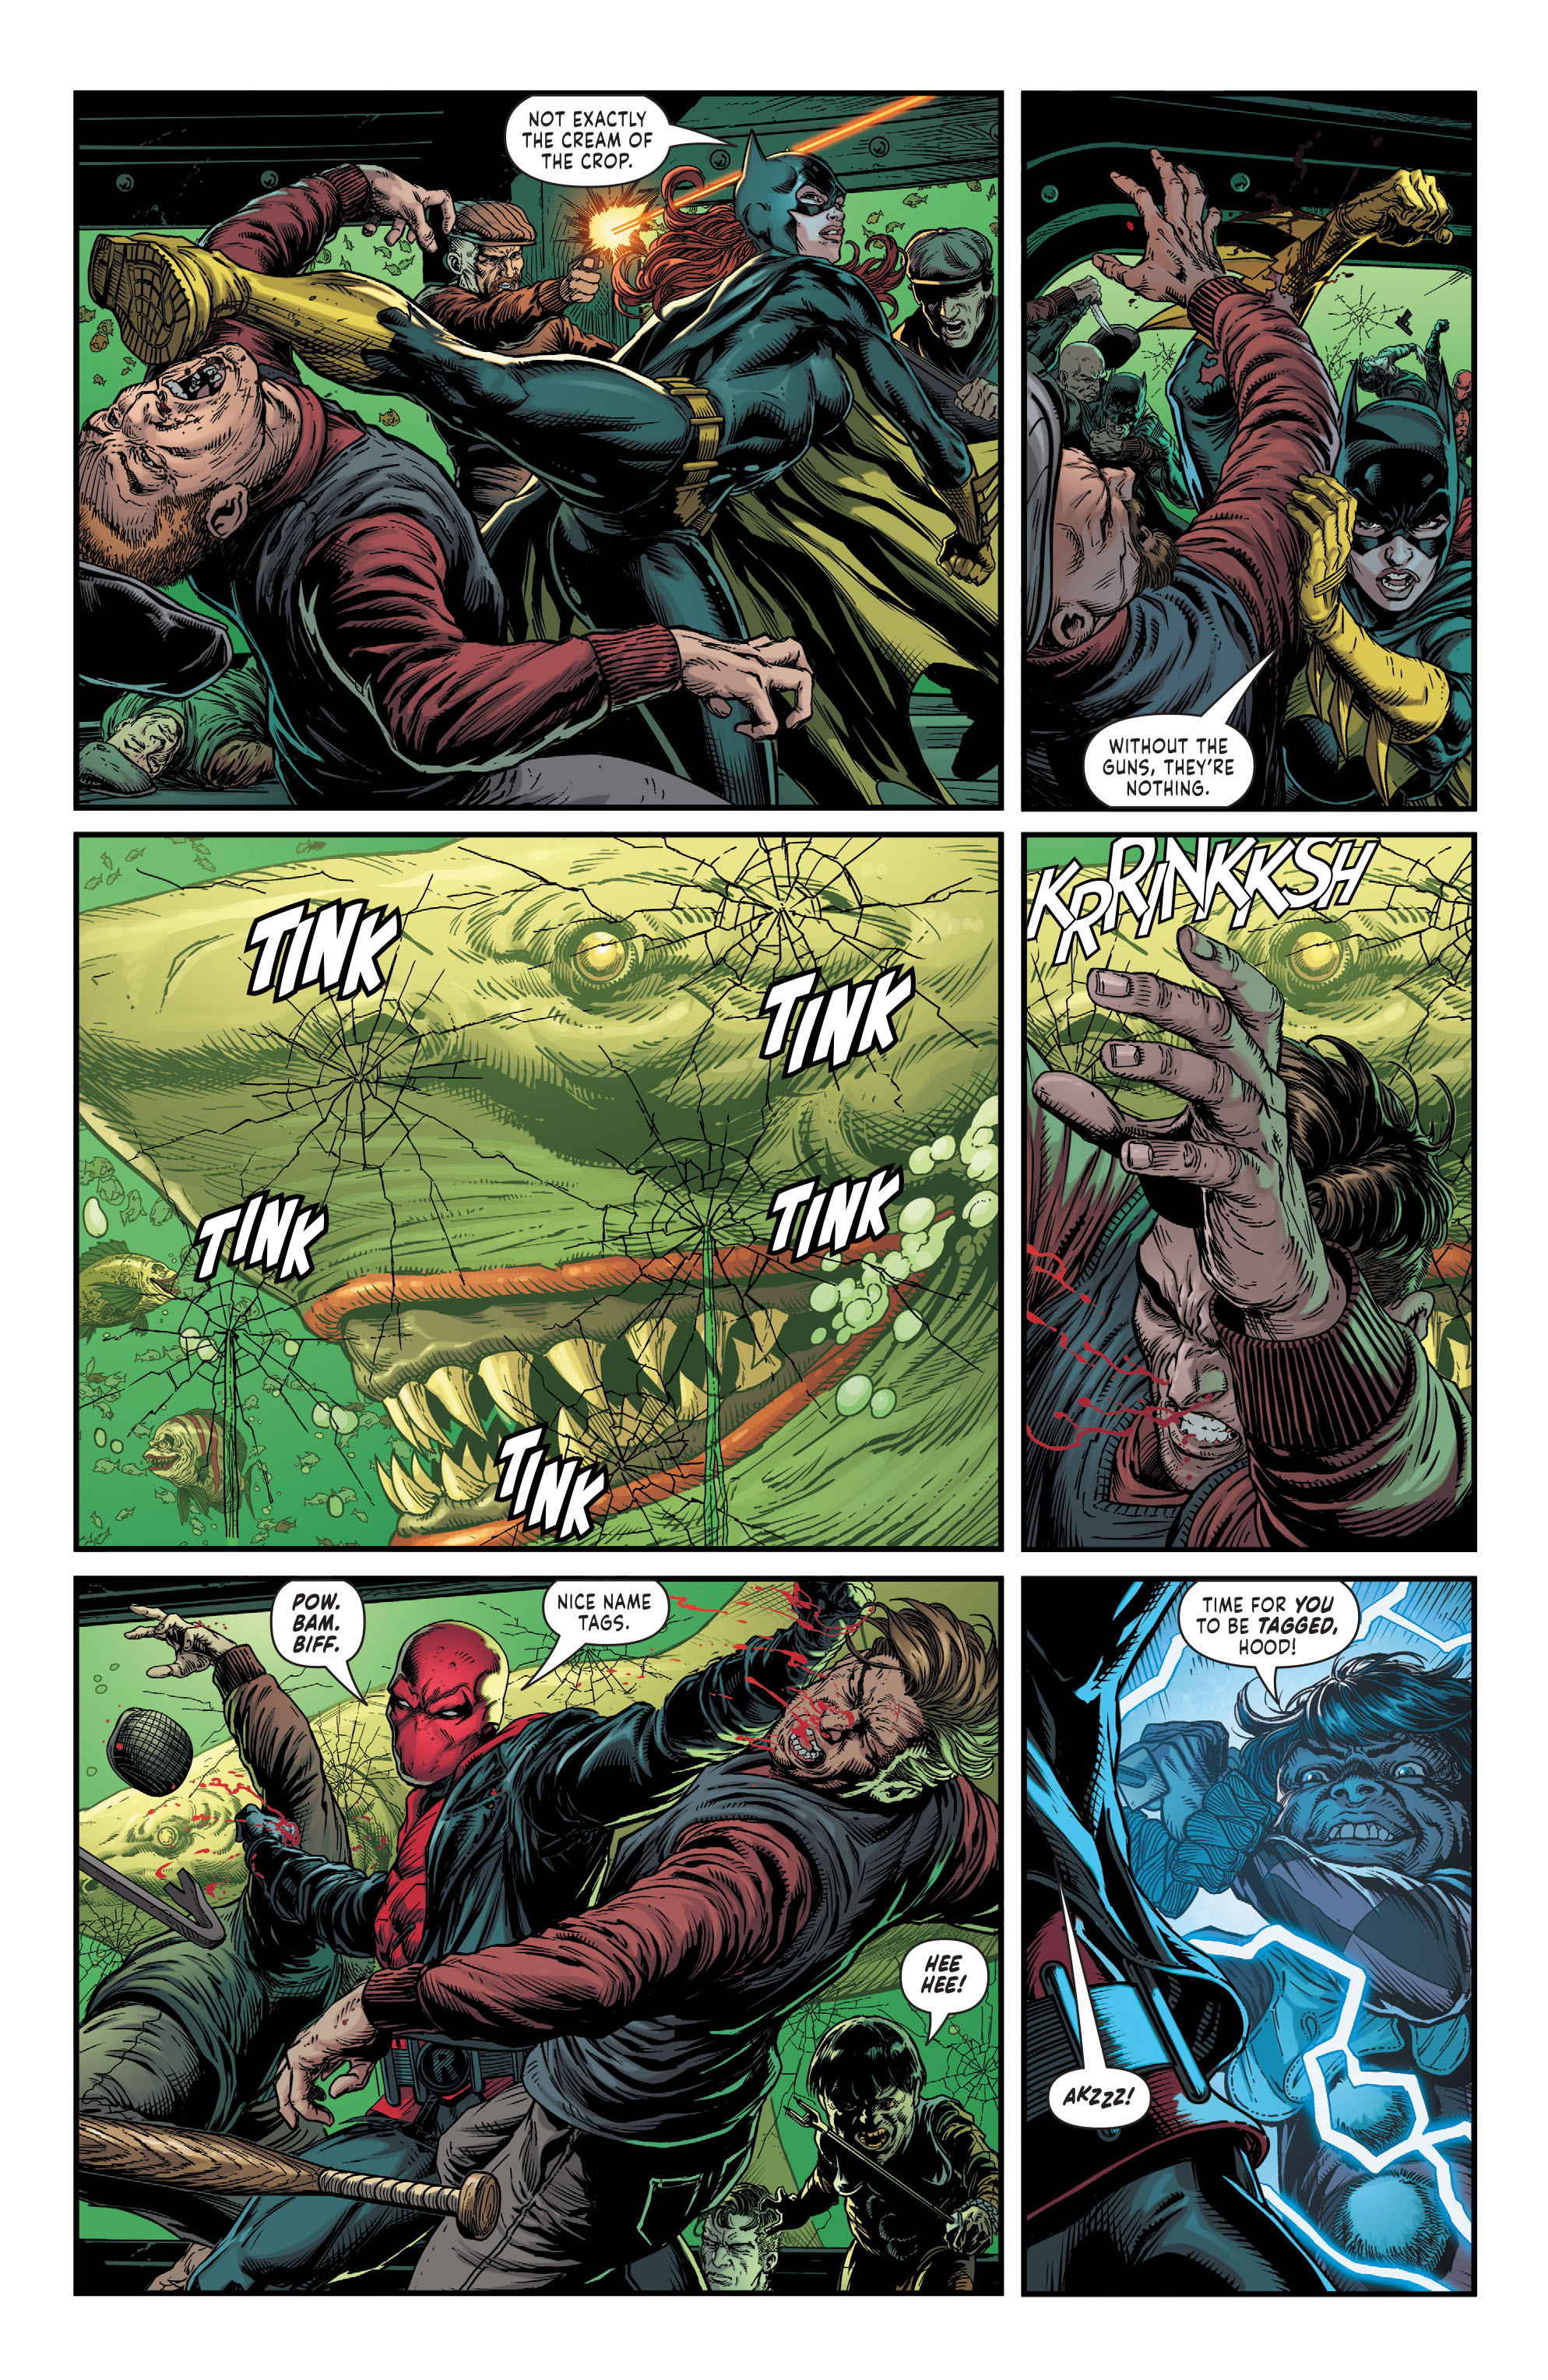 NOT EXACTLY
THE CREAM OF
THE CROP.
WITHOUT THE
GUNS, THEY'RE
NOTHING.
TINK
TINK
TINK
TINK
TINK
KRRINKKSH
POW.
BAM.
BIFF.
NICE NAME
TAGS.
HEE
HEE!
TIME FOR YOU
TO BE TAGGED,
HOOD!
AKZZZ!
R